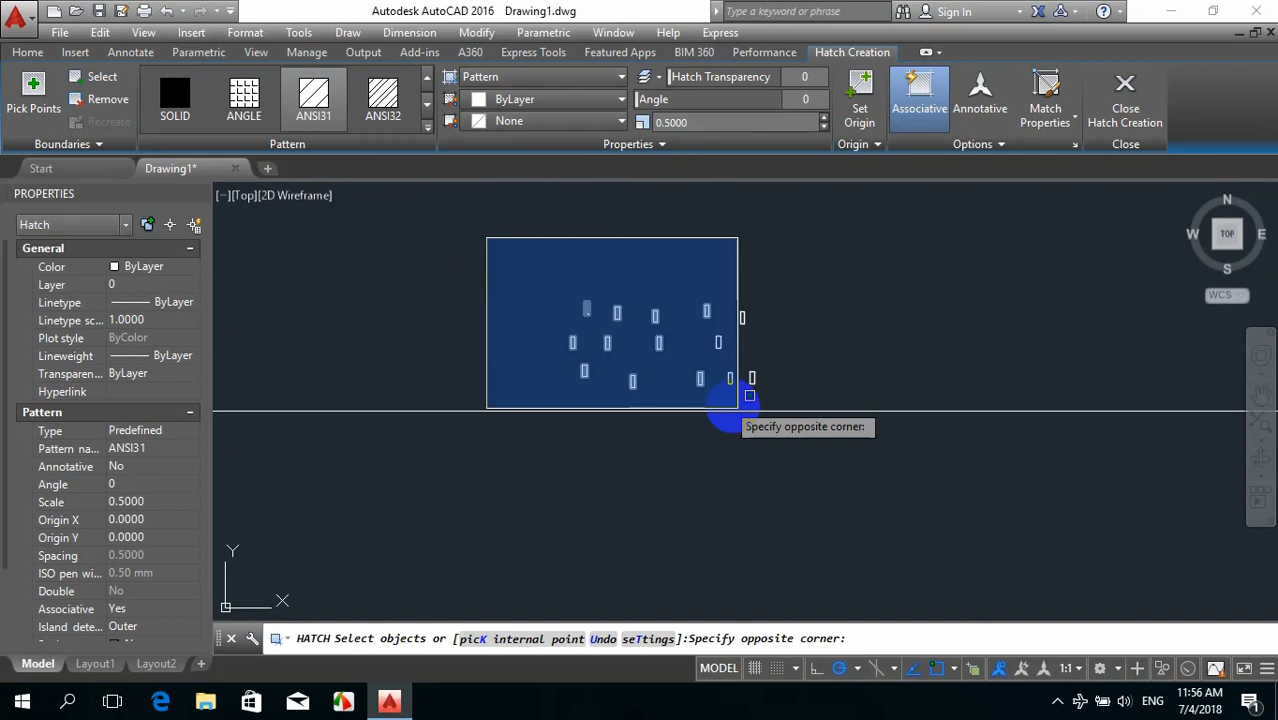 Autodesk AutoCAD 2016 Drawing1.dwg
Type a keyword or phrase
Sign In
File Edit View Insert Format Tools Draw Dimension Modify Parametric Window Help Express
Home Insert Annotate Parametric View Manage Output Add-ins A360 Express Tools Featured Apps BIM 360 Performance Hatch Creation
Pick Points
Select
Remove
Recreate
SOLID
ANGLE
ANSI31
ANSI32
Pattern
ByLayer
None
Hatch Transparency 0
Angle 0
0.5000
Set
Origin
Associative
Annotative
Match
Properties
Close
Hatch Creation
Boundaries Pattern Properties Origin Options Close
Start Drawing1*
PROPERTIES
[−][Top][2D Wireframe]
Hatch
General
Color ByLayer
Layer 0
Linetype ByLayer
Linetype sc... 1.0000
Plot style ByColor
Lineweight ByLayer
Transparen... ByLayer
Hyperlink
Pattern
Type Predefined
Pattern na... ANSI31
Annotative No
Angle 0
Scale 0.5000
Origin X 0.0000
Origin Y 0.0000
Spacing 0.5000
ISO pen wi... 0.50 mm
Double No
Associative Yes
Island dete... Outer
N
W TOP E
S
WCS
Specify opposite corner:
Y
X
HATCH Select objects or [picK internal point Undo seTtings]:Specify opposite corner:
Model Layout1 Layout2
MODEL
1:1
ENG
11:56 AM
7/4/2018